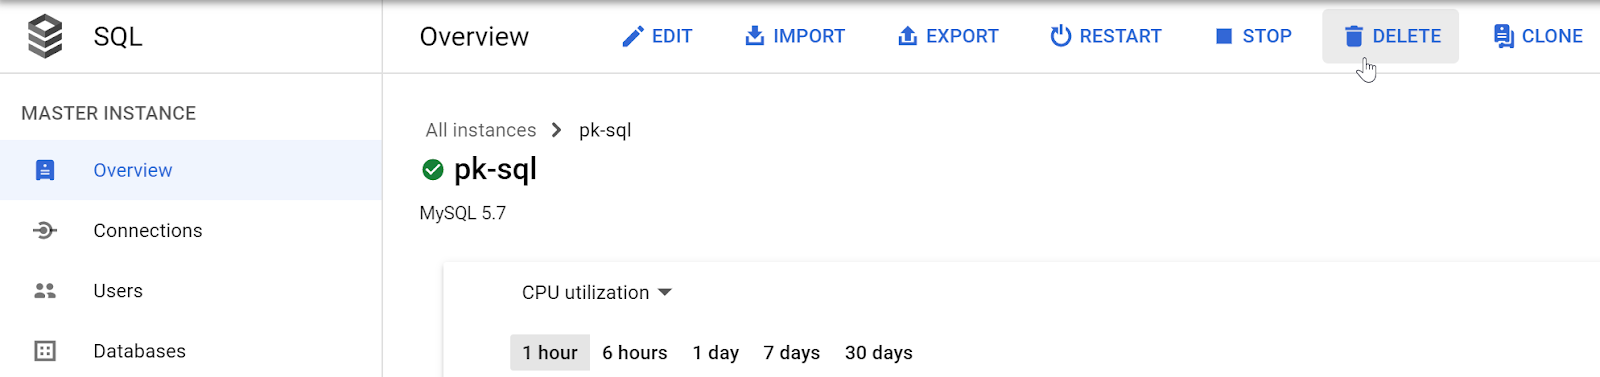 SQL
Overview
EDIT
IMPORT
EXPORT
RESTART
STOP
DELETE
CLONE
MASTER INSTANCE
Overview
Connections
Users
Databases
All instances pk-sql
pk-sql
MySQL 5.7
CPU utilization
1 hour 6 hours 1 day 7 days 30 days